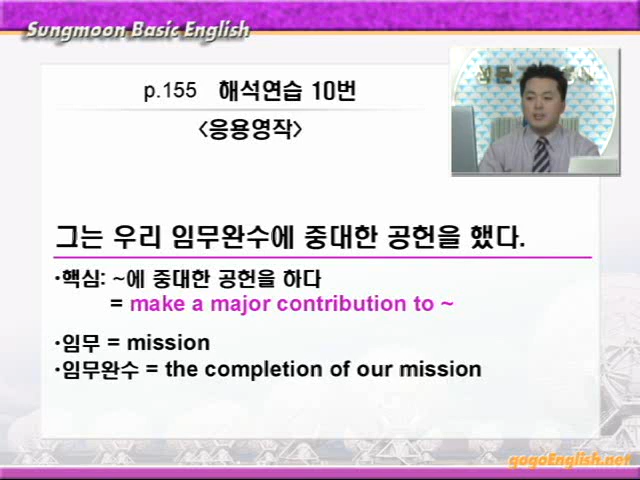 Sungmoon Basic English
p.155 해석연습 10번
<응용영작>
그는 우리 임무완수에 중대한 공헌을 했다.
·핵심: ~에 중대한 공헌을 하다
= make a major contribution to ~
·임무 = mission
·임무완수 = the completion of our mission
gogoEnglish.net